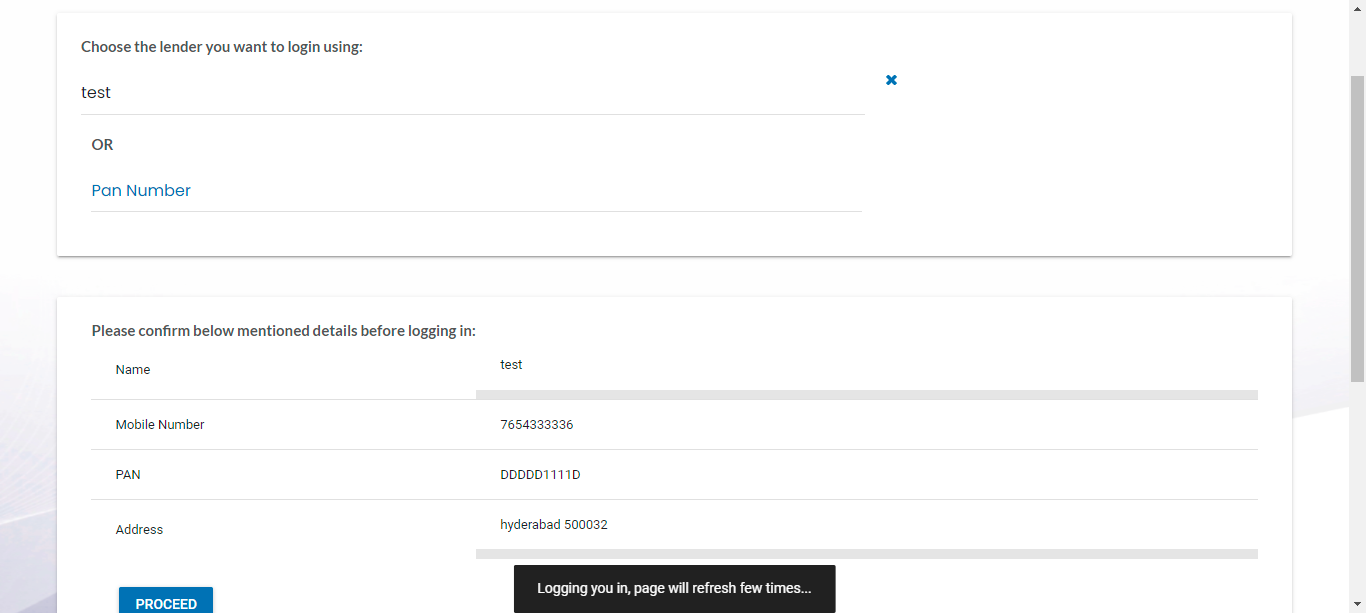 Choose the lender you want to login using:
test
OR
Pan Number
Please confirm below mentioned details before logging in:
Name test
Mobile Number 7654333336
PAN DDDDD1111D
Address hyderabad 500032
PROCEED
Logging you in, page will refresh few times...